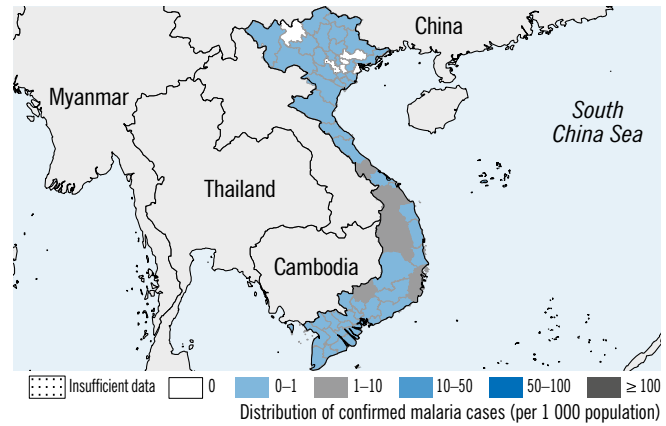 China
Myanmar
South
China Sea
Thailand
Cambodia
Insufficient data 0 0–1 1–10 10–50 50–100 ≥ 100
Distribution of confirmed malaria cases (per 1 000 population)